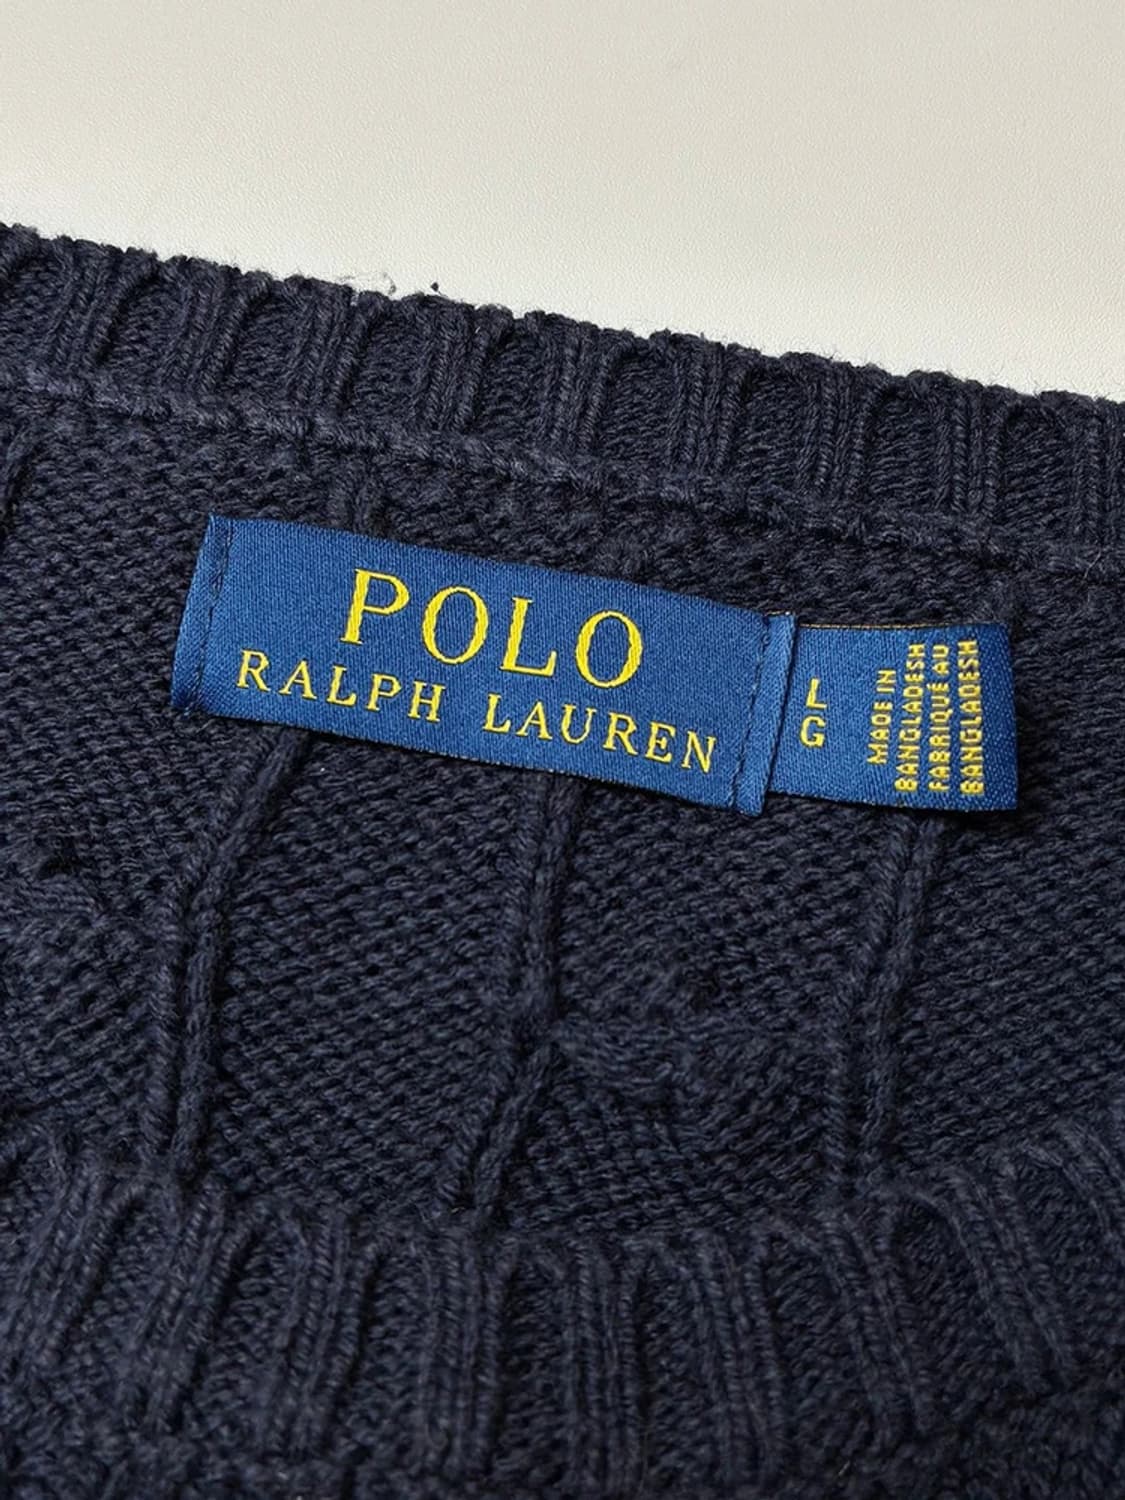 POLO
RALPH LAUREN
L
G
MADE IN
BANGLADESH
FABRIQUÉ AU
BANGLADESH